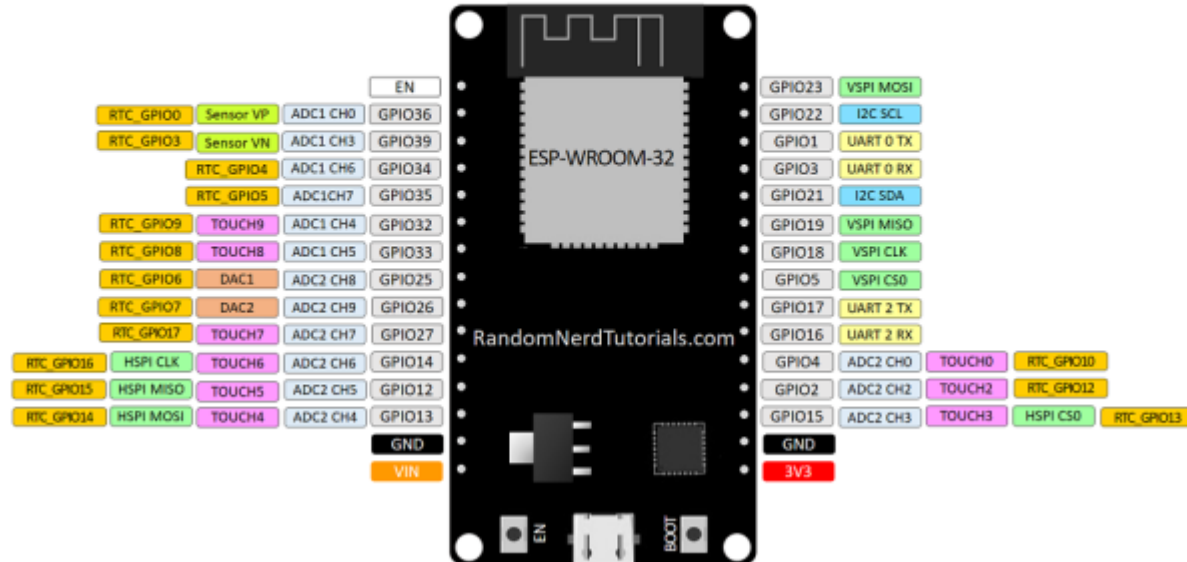 EN GPIO23 VSPI MOSI
RTC_GPIO0 Sensor VP ADC1 CH0 GPIO36 GPIO22 I2C SCL
RTC_GPIO3 Sensor VN ADC1 CH3 GPIO39 GPIO1 UART 0 TX
RTC_GPIO4 ADC1 CH6 GPIO34 ESP-WROOM-32 GPIO3 UART 0 RX
RTC_GPIO5 ADC1CH7 GPIO35 GPIO21 I2C SDA
RTC_GPIO9 TOUCH9 ADC1 CH4 GPIO32 GPIO19 VSPI MISO
RTC_GPIO8 TOUCH8 ADC1 CH5 GPIO33 GPIO18 VSPI CLK
RTC_GPIO6 DAC1 ADC2 CH8 GPIO25 GPIO5 VSPI CS0
RTC_GPIO7 DAC2 ADC2 CH9 GPIO26 GPIO17 UART 2 TX
RTC_GPIO17 TOUCH7 ADC2 CH7 GPIO27 RandomNerdTutorials.com GPIO16 UART 2 RX
RTC_GPIO16 HSPI CLK TOUCH6 ADC2 CH6 GPIO14 GPIO4 ADC2 CH0 TOUCH0 RTC_GPIO10
RTC_GPIO15 HSPI MISO TOUCH5 ADC2 CH5 GPIO12 GPIO2 ADC2 CH2 TOUCH2 RTC_GPIO12
RTC_GPIO14 HSPI MOSI TOUCH4 ADC2 CH4 GPIO13 GPIO15 ADC2 CH3 TOUCH3 HSPI CS0 RTC_GPIO13
GND GND
VIN 3V3
EN BOOT